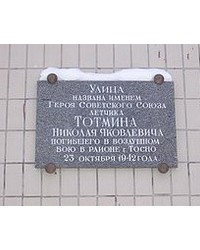 Улица
названа именем
Героя Советского Союза
летчика
ТОТМИНА
Николая Яковлевича
погибшего в воздушном
бою в районе г. Тосно
23 октября 1942 года.